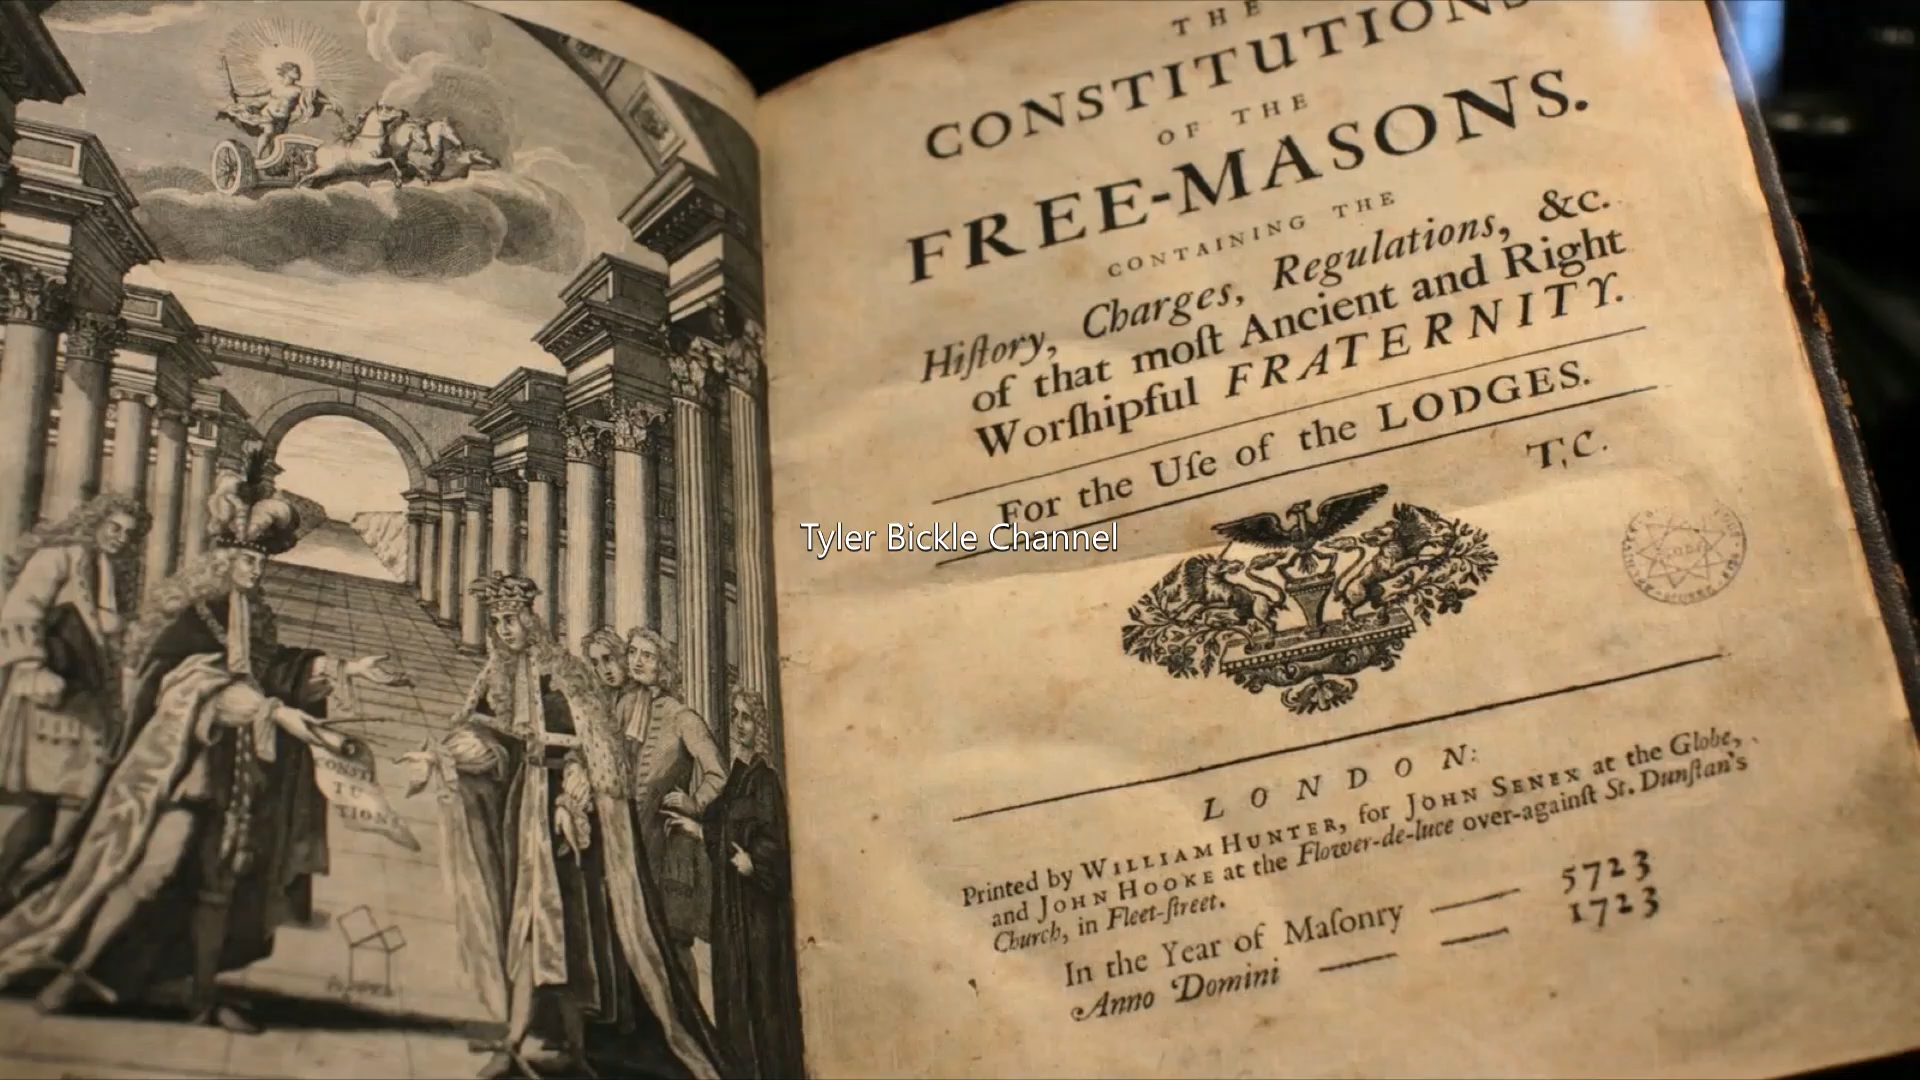 THE
CONSTITUTIONS
OF THE
FREE-MASONS.
CONTAINING THE
Hiſtory, Charges, Regulations, &c.
of that moſt Ancient and Right
Worſhipful FRATERNITY.
For the Uſe of the LODGES.
T.C.
Tyler Bickle Channel
LONDON:
Printed by WILLIAM HUNTER, for JOHN SENEX at the Globe,
and JOHN HOOKE at the Flower-de-luce over-againſt St. Dunſtan's
Church, in Fleet-ſtreet.
In the Year of Maſonry —— 5723
Anno Domini —— —— 1723
CONSTI
TU
TIONS